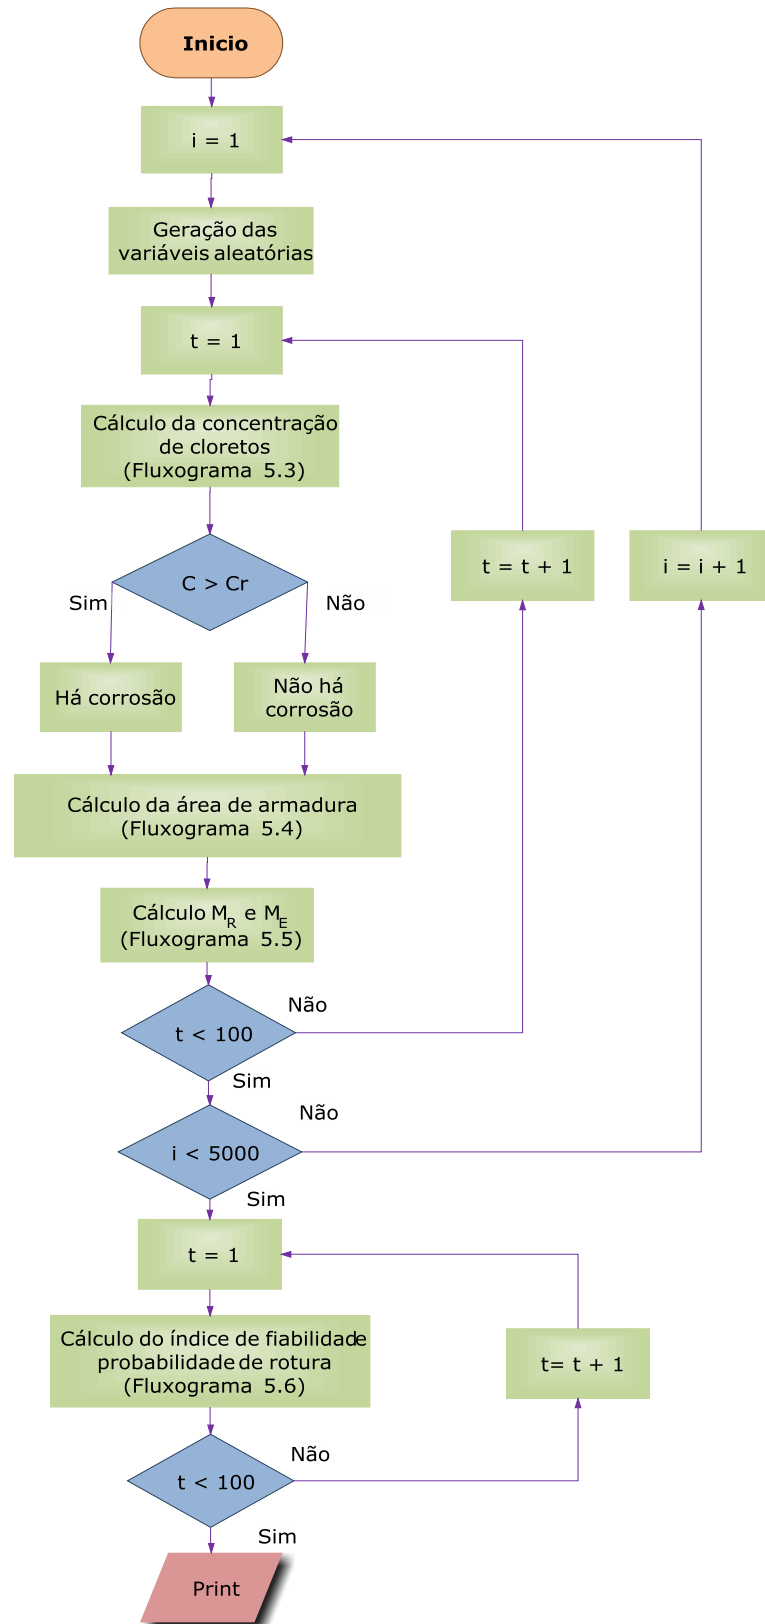 Inicio
i = 1
Geração das
variáveis aleatórias
t = 1
Cálculo da concentração
de cloretos
(Fluxograma 5.3)
C > Cr
Sim
Não
Há corrosão
Não há
corrosão
Cálculo da área de armadura
(Fluxograma 5.4)
Cálculo MR e ME
(Fluxograma 5.5)
t < 100
Não
Sim
t = t + 1
i < 5000
Não
Sim
i = i + 1
t = 1
Cálculo do índice de fiabilidade
probabilidade de rotura
(Fluxograma 5.6)
t= t + 1
t < 100
Não
Sim
Print